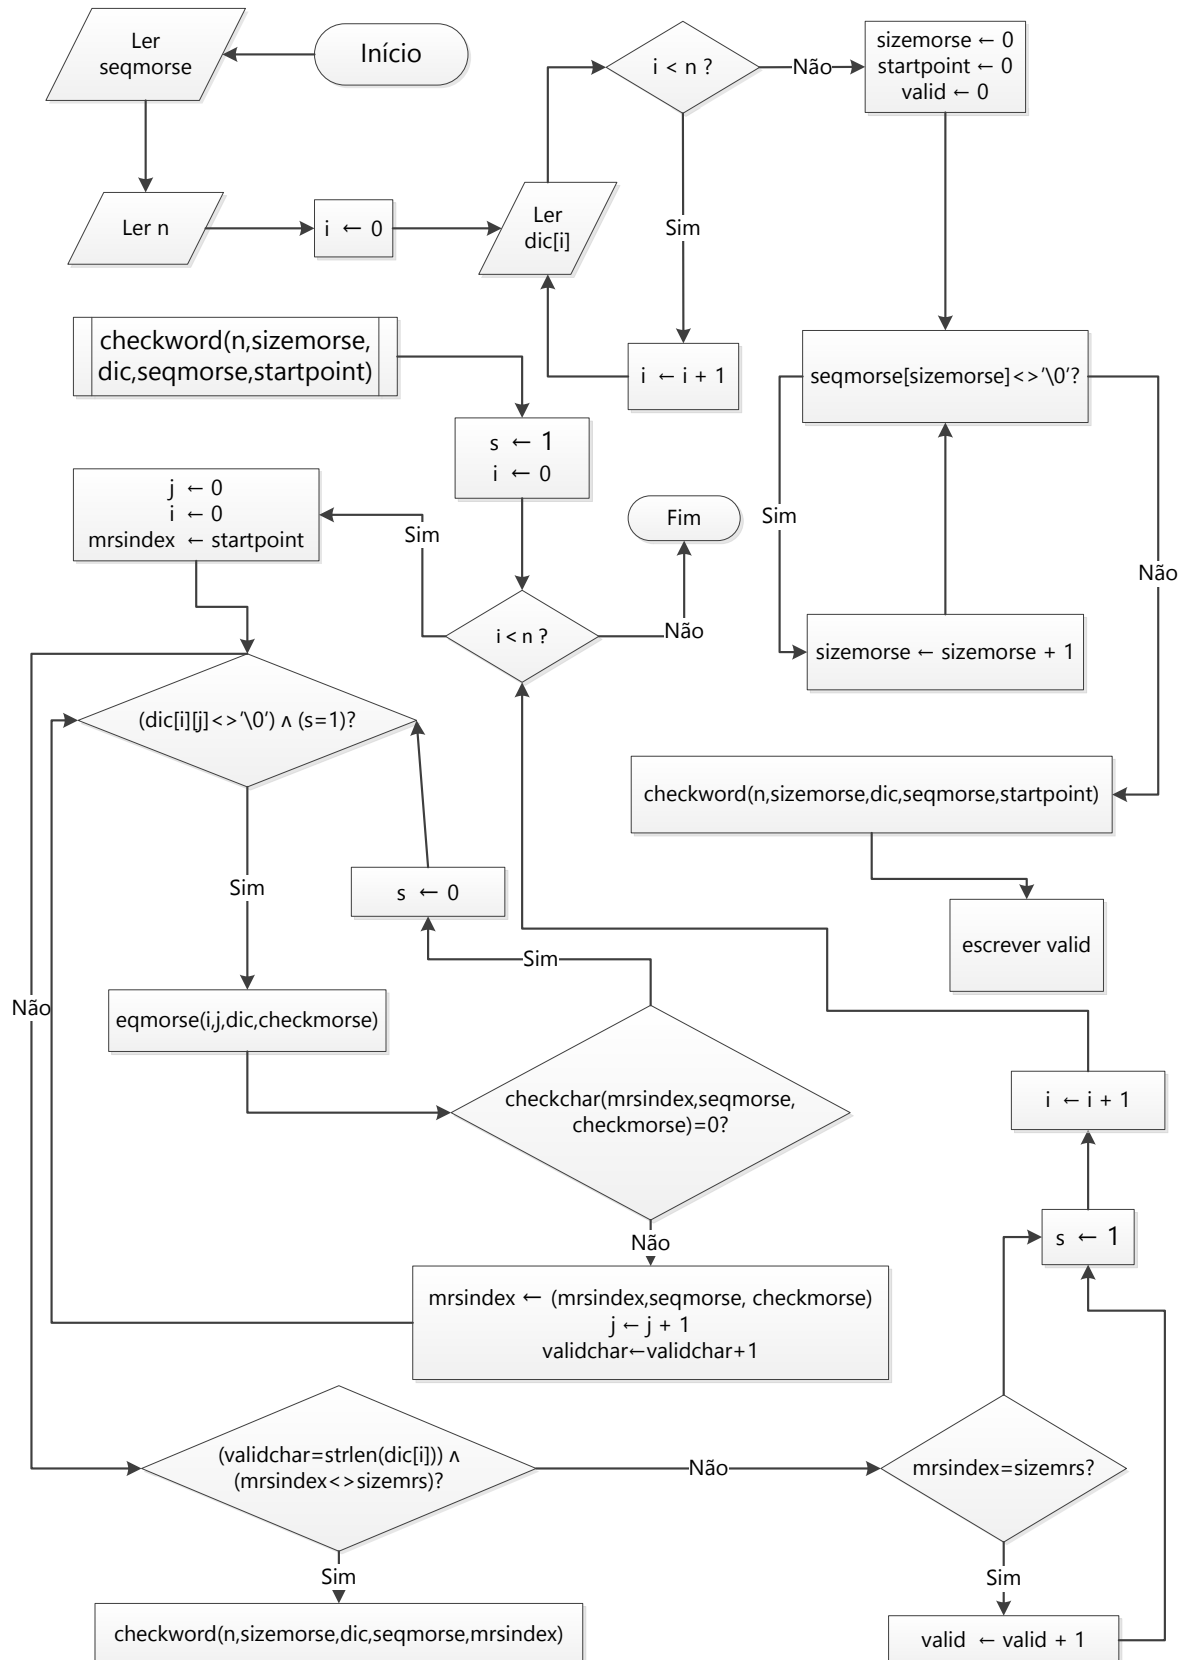 Início
Ler
seqmorse
Ler n
i ← 0
Ler
dic[i]
i < n ?
Sim
i ← i + 1
Não
sizemorse ← 0
startpoint ← 0
valid ← 0
seqmorse[sizemorse]<>'\0'?
Sim
sizemorse ← sizemorse + 1
Não
checkword(n,sizemorse,dic,seqmorse,startpoint)
escrever valid
checkword(n,sizemorse,
dic,seqmorse,startpoint)
s ← 1
i ← 0
i < n ?
Não
Fim
Sim
j ← 0
i ← 0
mrsindex ← startpoint
(dic[i][j]<>'\0') ∧ (s=1)?
Sim
eqmorse(i,j,dic,checkmorse)
checkchar(mrsindex,seqmorse,
checkmorse)=0?
Sim
s ← 0
Não
mrsindex ← (mrsindex,seqmorse, checkmorse)
j ← j + 1
validchar←validchar+1
Não
(validchar=strlen(dic[i])) ∧
(mrsindex<>sizemrs)?
Sim
checkword(n,sizemorse,dic,seqmorse,mrsindex)
Não
mrsindex=sizemrs?
Sim
valid ← valid + 1
s ← 1
i ← i + 1